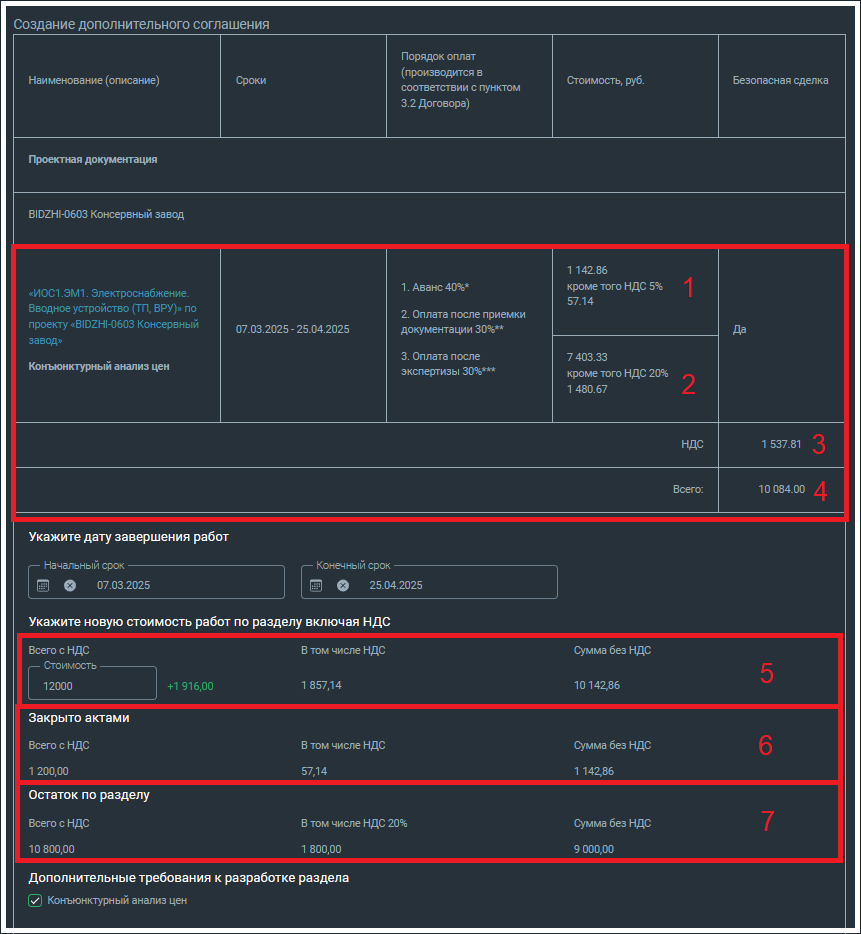 Создание дополнительного соглашения
Наименование (описание)
Сроки
Порядок оплат
(производится в
соответствии с пунктом
3.2 Договора)
Стоимость, руб.
Безопасная сделка
Проектная документация
BIDZHI-0603 Консервный завод
«ИОС1.ЭМ1. Электроснабжение.
Вводное устройство (ТП, ВРУ)» по
проекту «BIDZHI-0603 Консервный
завод»
Конъюнктурный анализ цен
07.03.2025 - 25.04.2025
1. Аванс 40%*
2. Оплата после приемки
документации 30%**
3. Оплата после
экспертизы 30%***
1 142.86
кроме того НДС 5%
57.14
1
7 403.33
кроме того НДС 20%
1 480.67
2
Да
НДС
1 537.81
3
Всего:
10 084.00
4
Укажите дату завершения работ
Начальный срок
07.03.2025
Конечный срок
25.04.2025
Укажите новую стоимость работ по разделу включая НДС
Всего с НДС
В том числе НДС
Сумма без НДС
Стоимость
12000
+1 916,00
1 857,14
10 142,86
5
Закрыто актами
Всего с НДС
В том числе НДС
Сумма без НДС
6
1 200,00
57,14
1 142,86
Остаток по разделу
Всего с НДС
В том числе НДС 20%
Сумма без НДС
7
10 800,00
1 800,00
9 000,00
Дополнительные требования к разработке раздела
Конъюнктурный анализ цен